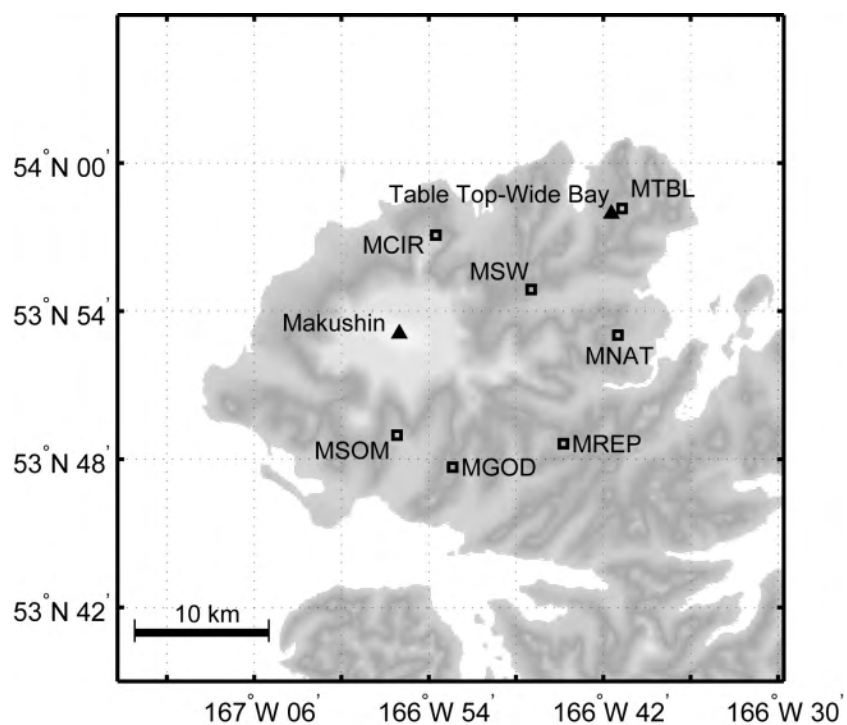 54° N 00'
Table Top-Wide Bay
MTBL
MCIR
MSW
53° N 54'
Makushin
MNAT
MSOM
MGOD
MREP
53° N 48'
53° N 42'
10 km
167° W 06'
166° W 54'
166° W 42'
166° W 30'